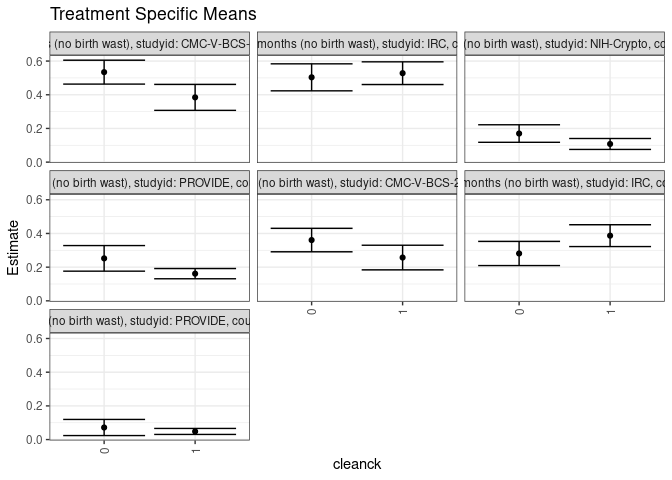 Treatment Specific Means
(no birth wast), studyid: CMC-V-BCS-
months (no birth wast), studyid: IRC,
(no birth wast), studyid: NIH-Crypto,
0.6
0.4
0.2
0.0
(no birth wast), studyid: PROVIDE,
(no birth wast), studyid: CMC-V-BCS-2
months (no birth wast), studyid: IRC,
0.6
0.4
0.2
0.0
0 1
0 1
(no birth wast), studyid: PROVIDE,
0.6
0.4
0.2
0.0
0 1
Estimate
cleanck